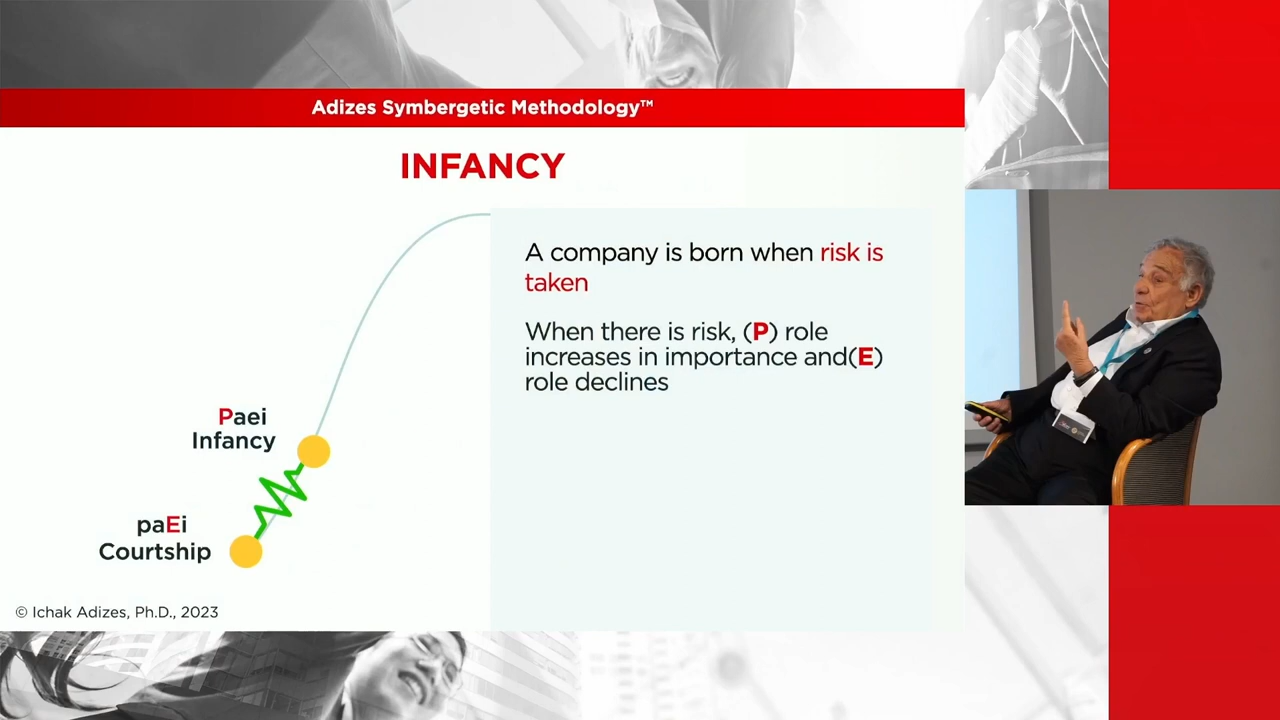 Adizes Symbergetic Methodology™
INFANCY
A company is born when risk is
taken
When there is risk, (P) role
increases in importance and(E)
role declines
Paei
Infancy
paEi
Courtship
© Ichak Adizes, Ph.D., 2023